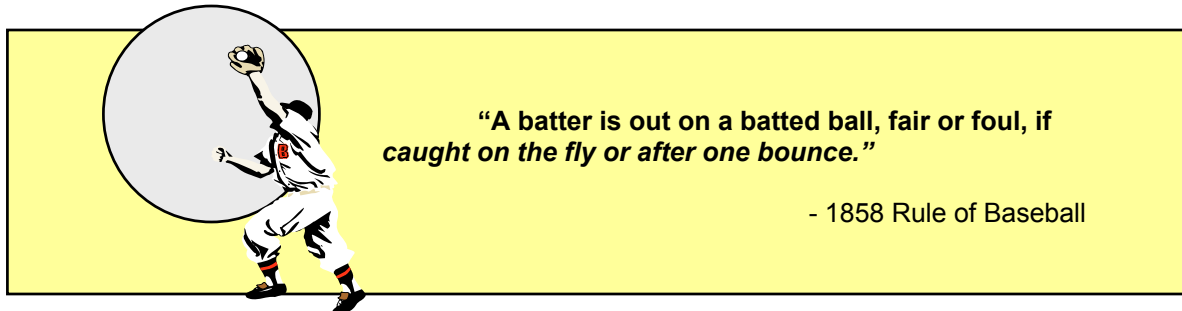 B
“A batter is out on a batted ball, fair or foul, if
caught on the fly or after one bounce.”
- 1858 Rule of Baseball